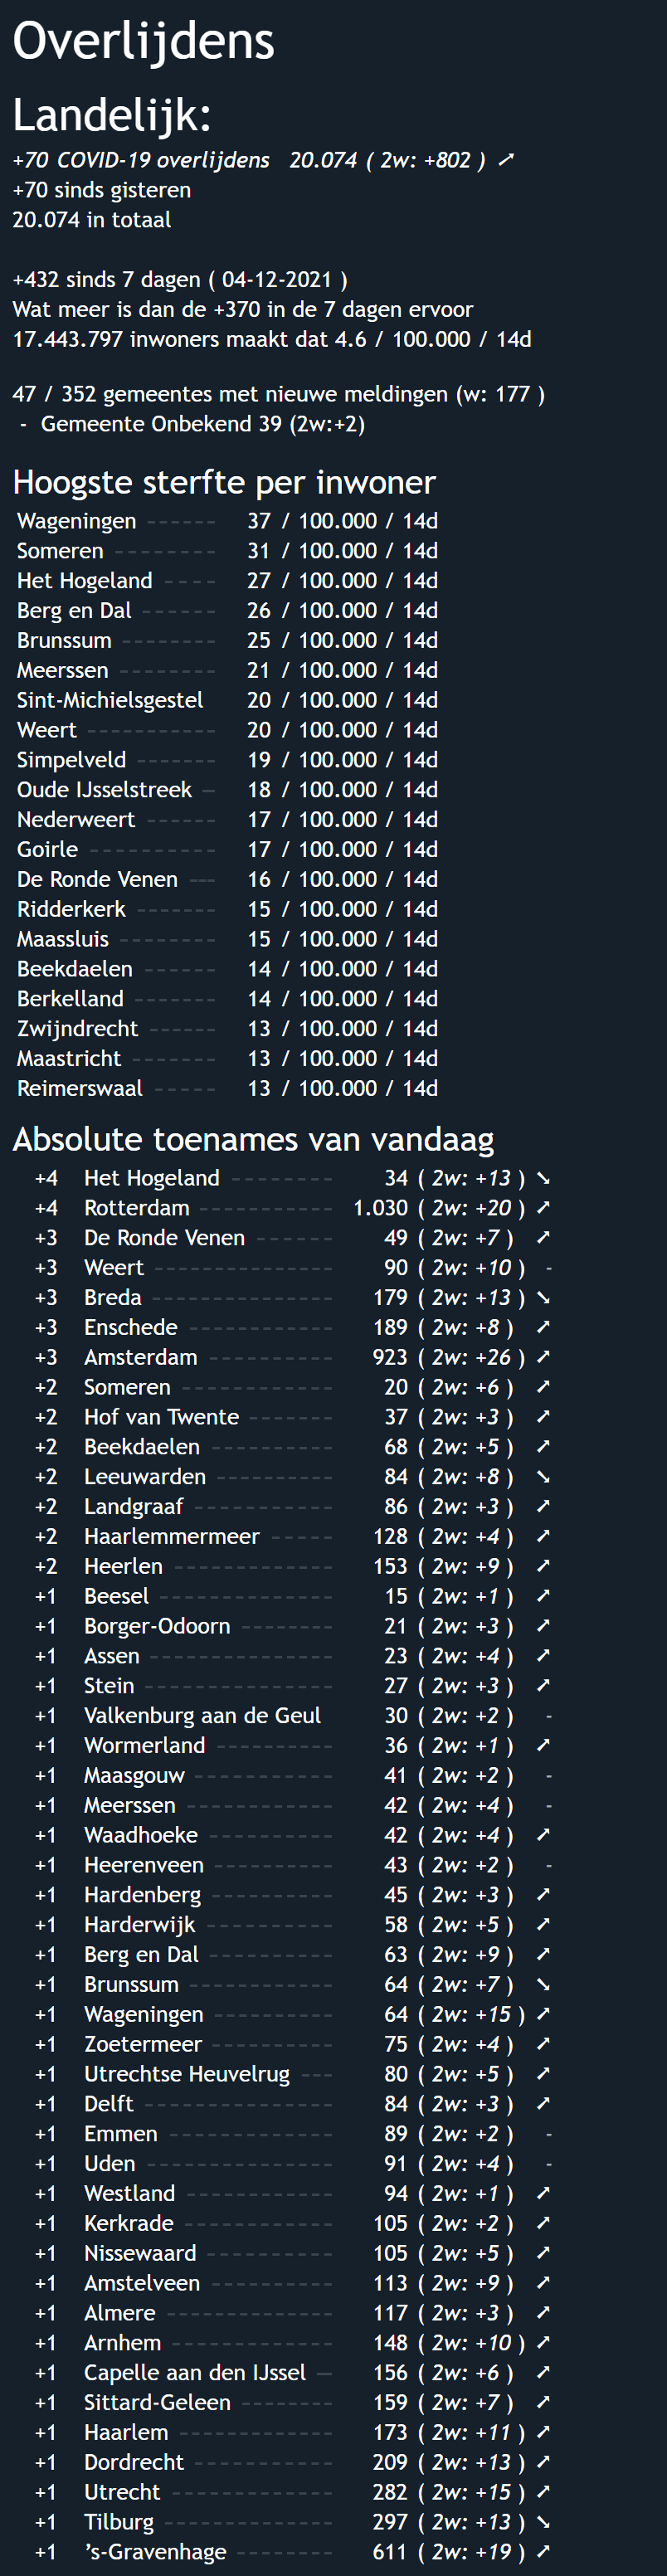 Overlijdens
Landelijk:
+70 COVID-19 overlijdens 20.074 ( 2w: +802 ) ➚
+70 sinds gisteren
20.074 in totaal
+432 sinds 7 dagen ( 04-12-2021 )
Wat meer is dan de +370 in de 7 dagen ervoor
17.443.797 inwoners maakt dat 4.6 / 100.000 / 14d
47 / 352 gemeentes met nieuwe meldingen (w: 177 )
- Gemeente Onbekend 39 (2w:+2)
Hoogste sterfte per inwoner
Wageningen ------ 37 / 100.000 / 14d
Someren -------- 31 / 100.000 / 14d
Het Hogeland ---- 27 / 100.000 / 14d
Berg en Dal ------ 26 / 100.000 / 14d
Brunssum -------- 25 / 100.000 / 14d
Meerssen -------- 21 / 100.000 / 14d
Sint-Michielsgestel 20 / 100.000 / 14d
Weert ----------- 20 / 100.000 / 14d
Simpelveld ------- 19 / 100.000 / 14d
Oude IJsselstreek — 18 / 100.000 / 14d
Nederweert ------ 17 / 100.000 / 14d
Goirle ----------- 17 / 100.000 / 14d
De Ronde Venen --- 16 / 100.000 / 14d
Ridderkerk ------- 15 / 100.000 / 14d
Maassluis -------- 15 / 100.000 / 14d
Beekdaelen ------ 14 / 100.000 / 14d
Berkelland ------- 14 / 100.000 / 14d
Zwijndrecht ------ 13 / 100.000 / 14d
Maastricht ------- 13 / 100.000 / 14d
Reimerswaal ----- 13 / 100.000 / 14d
Absolute toenames van vandaag
+4 Het Hogeland -------- 34 ( 2w: +13 ) ➘
+4 Rotterdam ----------- 1.030 ( 2w: +20 ) ➚
+3 De Ronde Venen ------ 49 ( 2w: +7 ) ➚
+3 Weert --------------- 90 ( 2w: +10 ) -
+3 Breda --------------- 179 ( 2w: +13 ) ➘
+3 Enschede ------------ 189 ( 2w: +8 ) ➚
+3 Amsterdam ---------- 923 ( 2w: +26 ) ➚
+2 Someren ------------ 20 ( 2w: +6 ) ➚
+2 Hof van Twente ------- 37 ( 2w: +3 ) ➚
+2 Beekdaelen ---------- 68 ( 2w: +5 ) ➚
+2 Leeuwarden ---------- 84 ( 2w: +8 ) ➘
+2 Landgraaf ----------- 86 ( 2w: +3 ) ➚
+2 Haarlemmermeer ----- 128 ( 2w: +4 ) ➚
+2 Heerlen ------------- 153 ( 2w: +9 ) ➚
+1 Beesel -------------- 15 ( 2w: +1 ) ➚
+1 Borger-Odoorn -------- 21 ( 2w: +3 ) ➚
+1 Assen --------------- 23 ( 2w: +4 ) ➚
+1 Stein --------------- 27 ( 2w: +3 ) ➚
+1 Valkenburg aan de Geul 30 ( 2w: +2 ) -
+1 Wormerland ---------- 36 ( 2w: +1 ) ➚
+1 Maasgouw ----------- 41 ( 2w: +2 ) -
+1 Meerssen ------------ 42 ( 2w: +4 ) -
+1 Waadhoeke ---------- 42 ( 2w: +4 ) ➚
+1 Heerenveen ---------- 43 ( 2w: +2 ) -
+1 Hardenberg ---------- 45 ( 2w: +3 ) ➚
+1 Harderwijk ----------- 58 ( 2w: +5 ) ➚
+1 Berg en Dal ---------- 63 ( 2w: +9 ) ➚
+1 Brunssum ------------ 64 ( 2w: +7 ) ➘
+1 Wageningen ---------- 64 ( 2w: +15 ) ➚
+1 Zoetermeer ---------- 75 ( 2w: +4 ) ➚
+1 Utrechtse Heuvelrug --- 80 ( 2w: +5 ) ➚
+1 Delft ---------------- 84 ( 2w: +3 ) ➚
+1 Emmen ------------- 89 ( 2w: +2 ) -
+1 Uden --------------- 91 ( 2w: +4 ) -
+1 Westland ------------ 94 ( 2w: +1 ) ➚
+1 Kerkrade ------------ 105 ( 2w: +2 ) ➚
+1 Nissewaard ---------- 105 ( 2w: +5 ) ➚
+1 Amstelveen ---------- 113 ( 2w: +9 ) ➚
+1 Almere -------------- 117 ( 2w: +3 ) ➚
+1 Arnhem ------------- 148 ( 2w: +10 ) ➚
+1 Capelle aan den IJssel — 156 ( 2w: +6 ) ➚
+1 Sittard-Geleen -------- 159 ( 2w: +7 ) ➚
+1 Haarlem ------------- 173 ( 2w: +11 ) ➚
+1 Dordrecht ----------- 209 ( 2w: +13 ) ➚
+1 Utrecht ------------- 282 ( 2w: +15 ) ➚
+1 Tilburg -------------- 297 ( 2w: +13 ) ➘
+1 ’s-Gravenhage -------- 611 ( 2w: +19 ) ➚